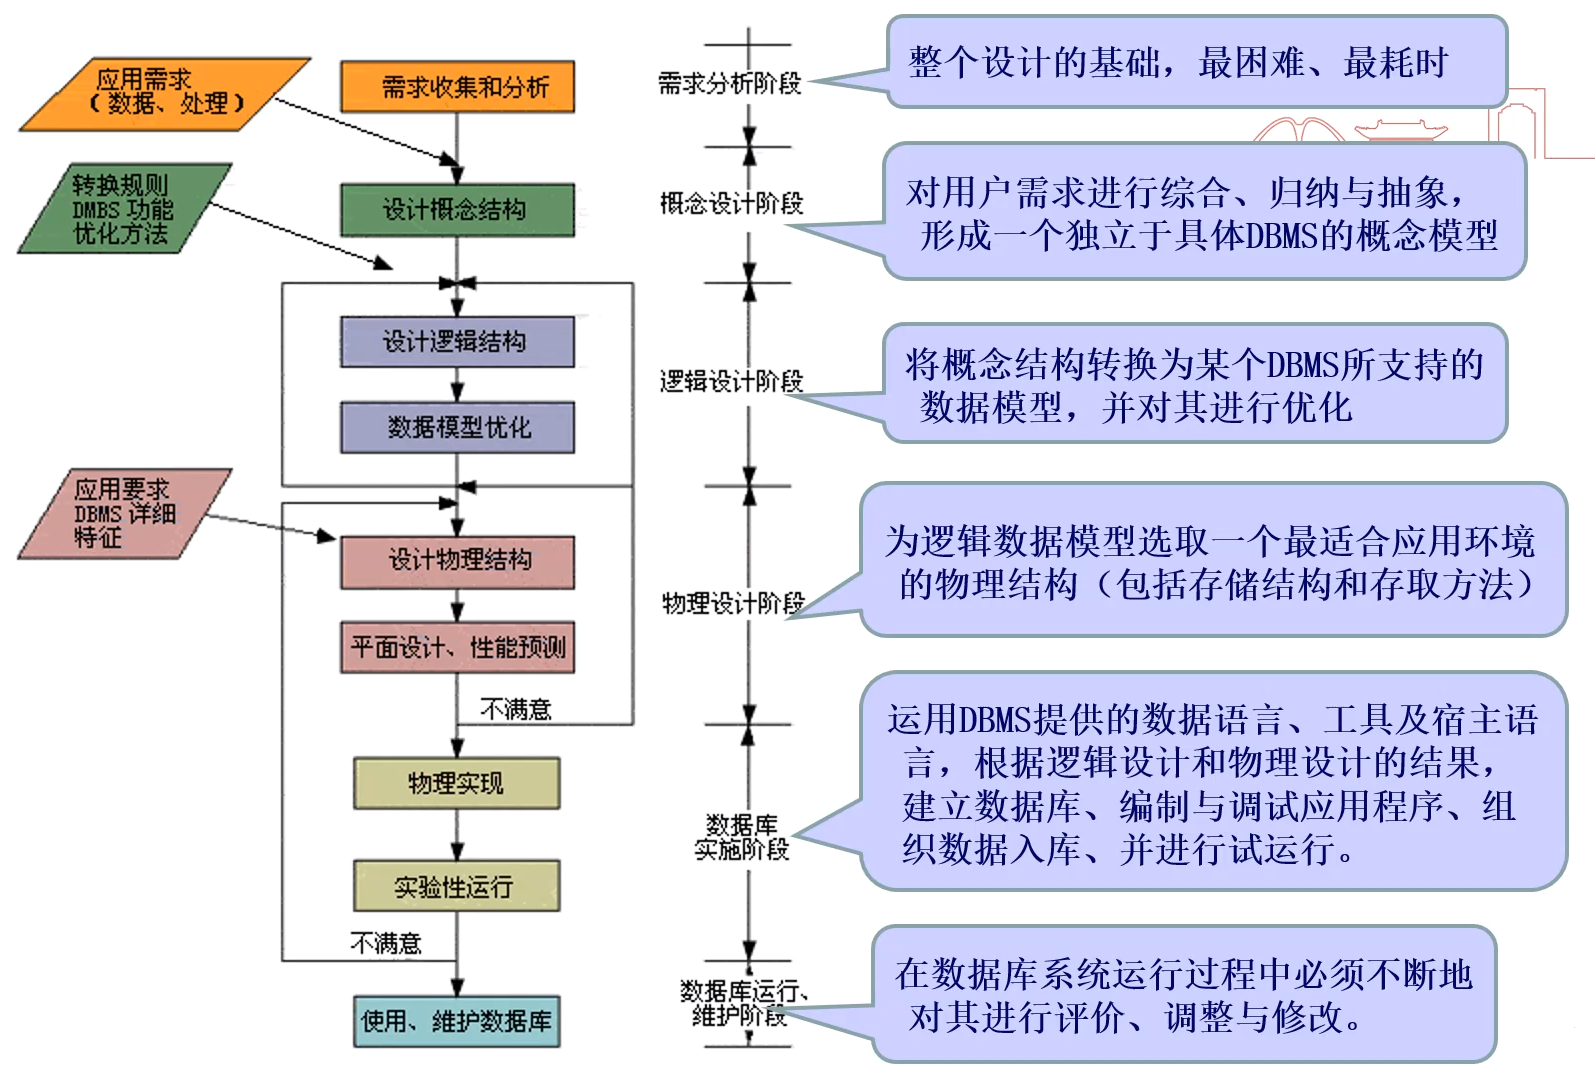 应用需求
（数据、处理）
需求收集和分析
需求分析阶段
整个设计的基础，最困难、最耗时
转换规则
DMBS 功能
优化方法
设计概念结构
概念设计阶段
对用户需求进行综合、归纳与抽象，
形成一个独立于具体DBMS的概念模型
设计逻辑结构
数据模型优化
逻辑设计阶段
将概念结构转换为某个DBMS所支持的
数据模型，并对其进行优化
应用要求
DBMS 详细
特征
设计物理结构
平面设计、性能预测
不满意
物理设计阶段
为逻辑数据模型选取一个最适合应用环境
的物理结构（包括存储结构和存取方法）
物理实现
实验性运行
不满意
数据库
实施阶段
运用DBMS提供的数据语言、工具及宿主语
言，根据逻辑设计和物理设计的结果，
建立数据库、编制与调试应用程序、组
织数据入库、并进行试运行。
使用、维护数据库
数据库运行、
维护阶段
在数据库系统运行过程中必须不断地
对其进行评价、调整与修改。